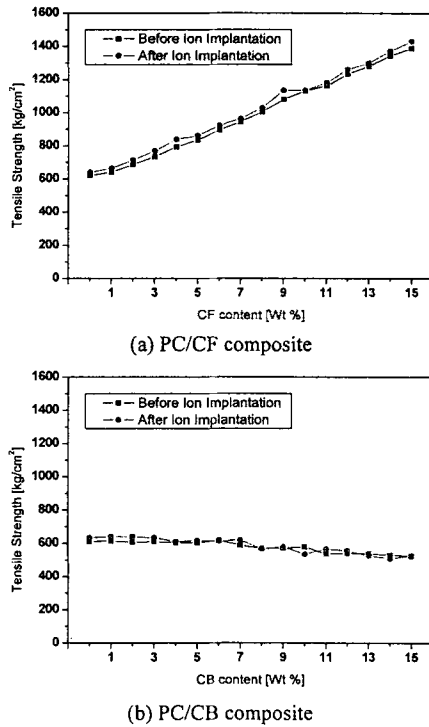 1600
1400
1200
1000
800
600
400
200
0
Tensile Strength [kg/cm²]
Before Ion Implantation
After Ion Implantation
1 3 5 7 9 11 13 15
CF content [Wt %]
(a) PC/CF composite
1600
1400
1200
1000
800
600
400
200
0
Tensile Strength [kg/cm²]
Before Ion Implantation
After Ion Implantation
1 3 5 7 9 11 13 15
CB content [Wt %]
(b) PC/CB composite